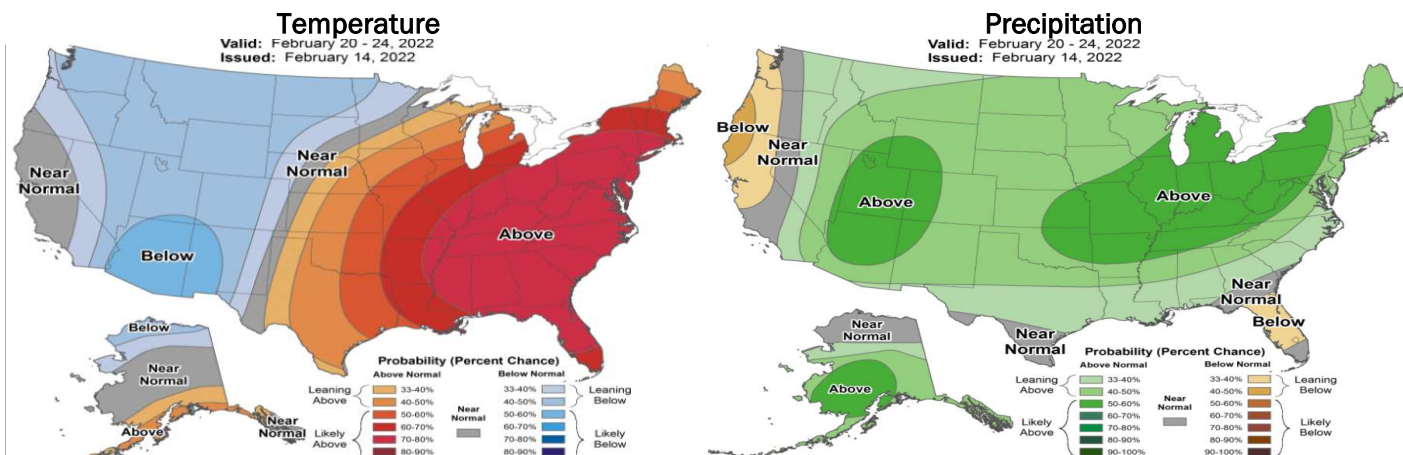 Temperature
Valid: February 20 - 24, 2022
Issued: February 14, 2022
Near
Normal
Below
Near
Normal
Above
Below
Near
Normal
Above
Near
Normal
Probability (Percent Chance)
Above Normal
Below Normal
Leaning
Above
33-40%
40-50%
Likely
Above
50-60%
60-70%
70-80%
80-90%
Near
Normal
33-40%
40-50%
Leaning
Below
50-60%
60-70%
70-80%
80-90%
Likely
Below
Precipitation
Valid: February 20 - 24, 2022
Issued: February 14, 2022
Below
Near
Normal
Above
Above
Near
Normal
Below
Near
Normal
Near
Normal
Above
Probability (Percent Chance)
Above Normal
Below Normal
Leaning
Above
33-40%
40-50%
Likely
Above
50-60%
60-70%
70-80%
80-90%
90-100%
Near
Normal
33-40%
40-50%
Leaning
Below
50-60%
60-70%
70-80%
80-90%
90-100%
Likely
Below